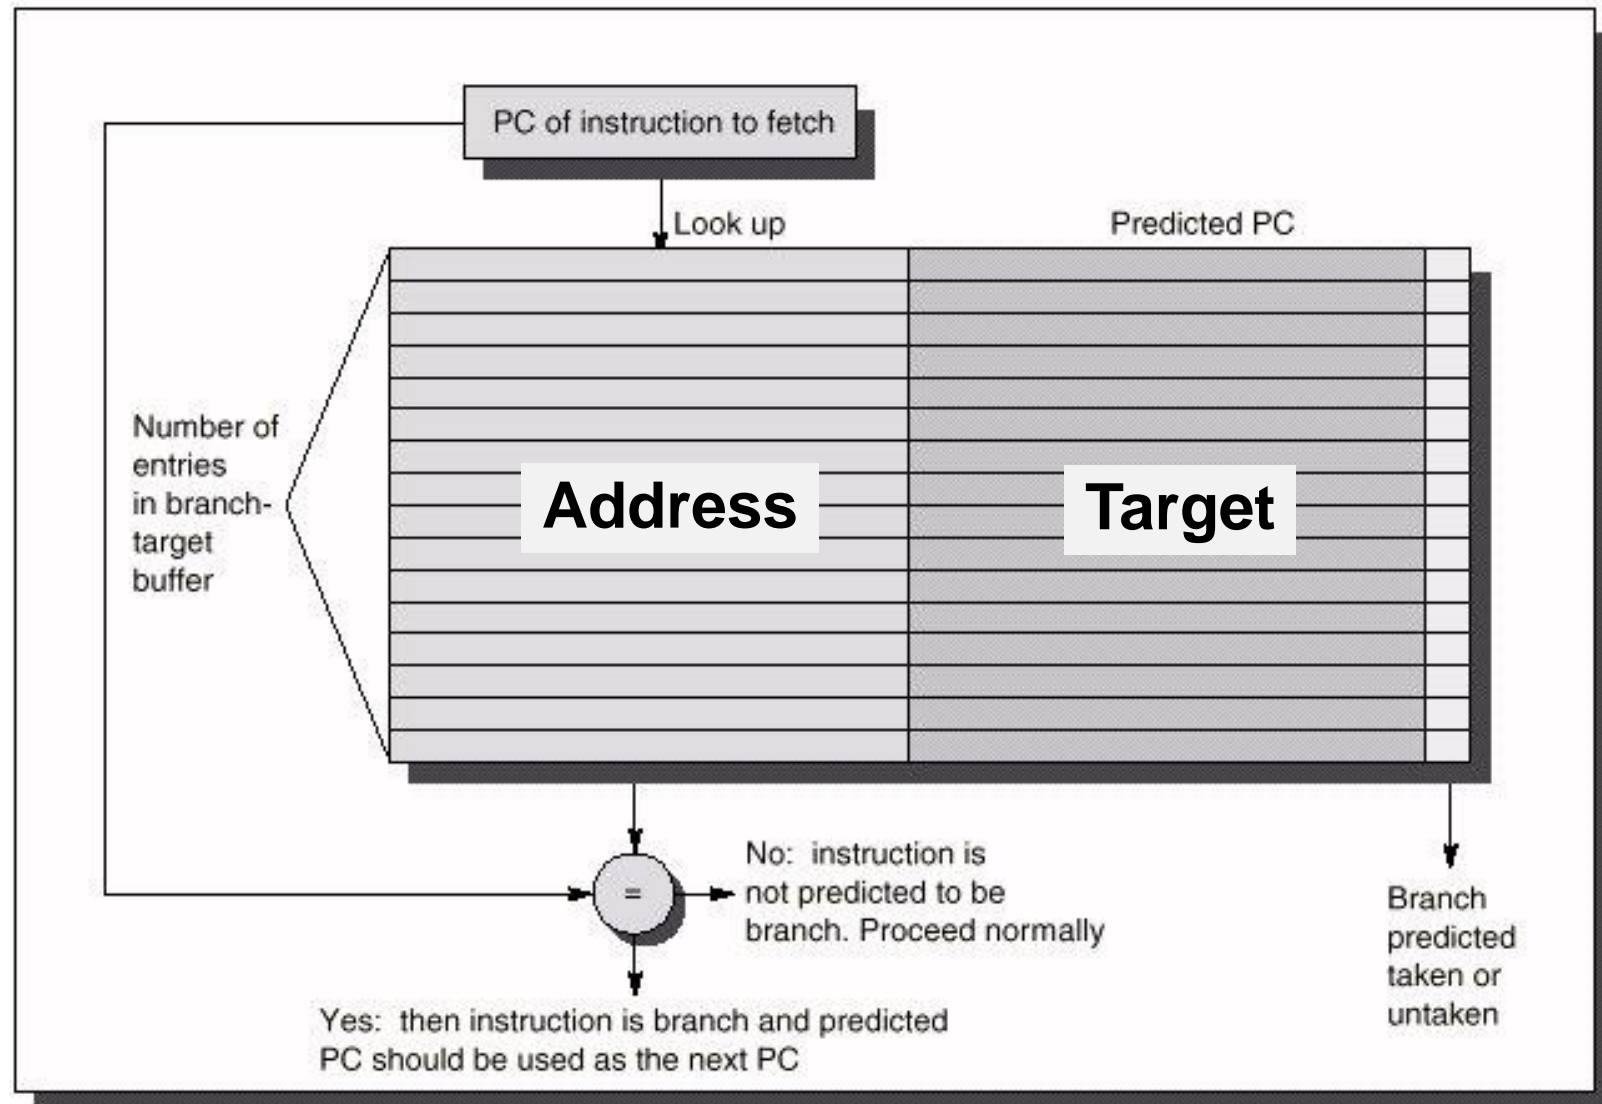 PC of instruction to fetch
Look up
Predicted PC
Number of
entries
in branch-
target
buffer
Address
Target
=
No: instruction is
not predicted to be
branch. Proceed normally
Branch
predicted
taken or
untaken
Yes: then instruction is branch and predicted
PC should be used as the next PC